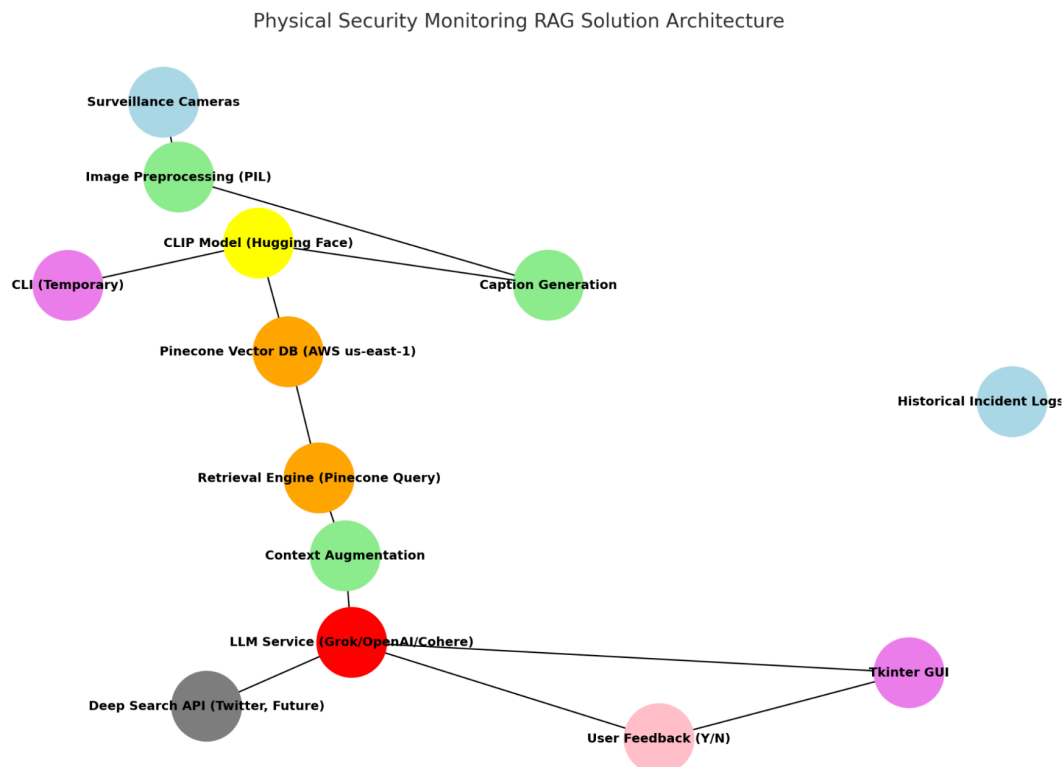 Physical Security Monitoring RAG Solution Architecture
Surveillance Cameras
Image Preprocessing (PIL)
CLIP Model (Hugging Face)
CLI (Temporary)
Caption Generation
Pinecone Vector DB (AWS us-east-1)
Historical Incident Logs
Retrieval Engine (Pinecone Query)
Context Augmentation
LLM Service (Grok/OpenAI/Cohere)
Tkinter GUI
Deep Search API (Twitter, Future)
User Feedback (Y/N)